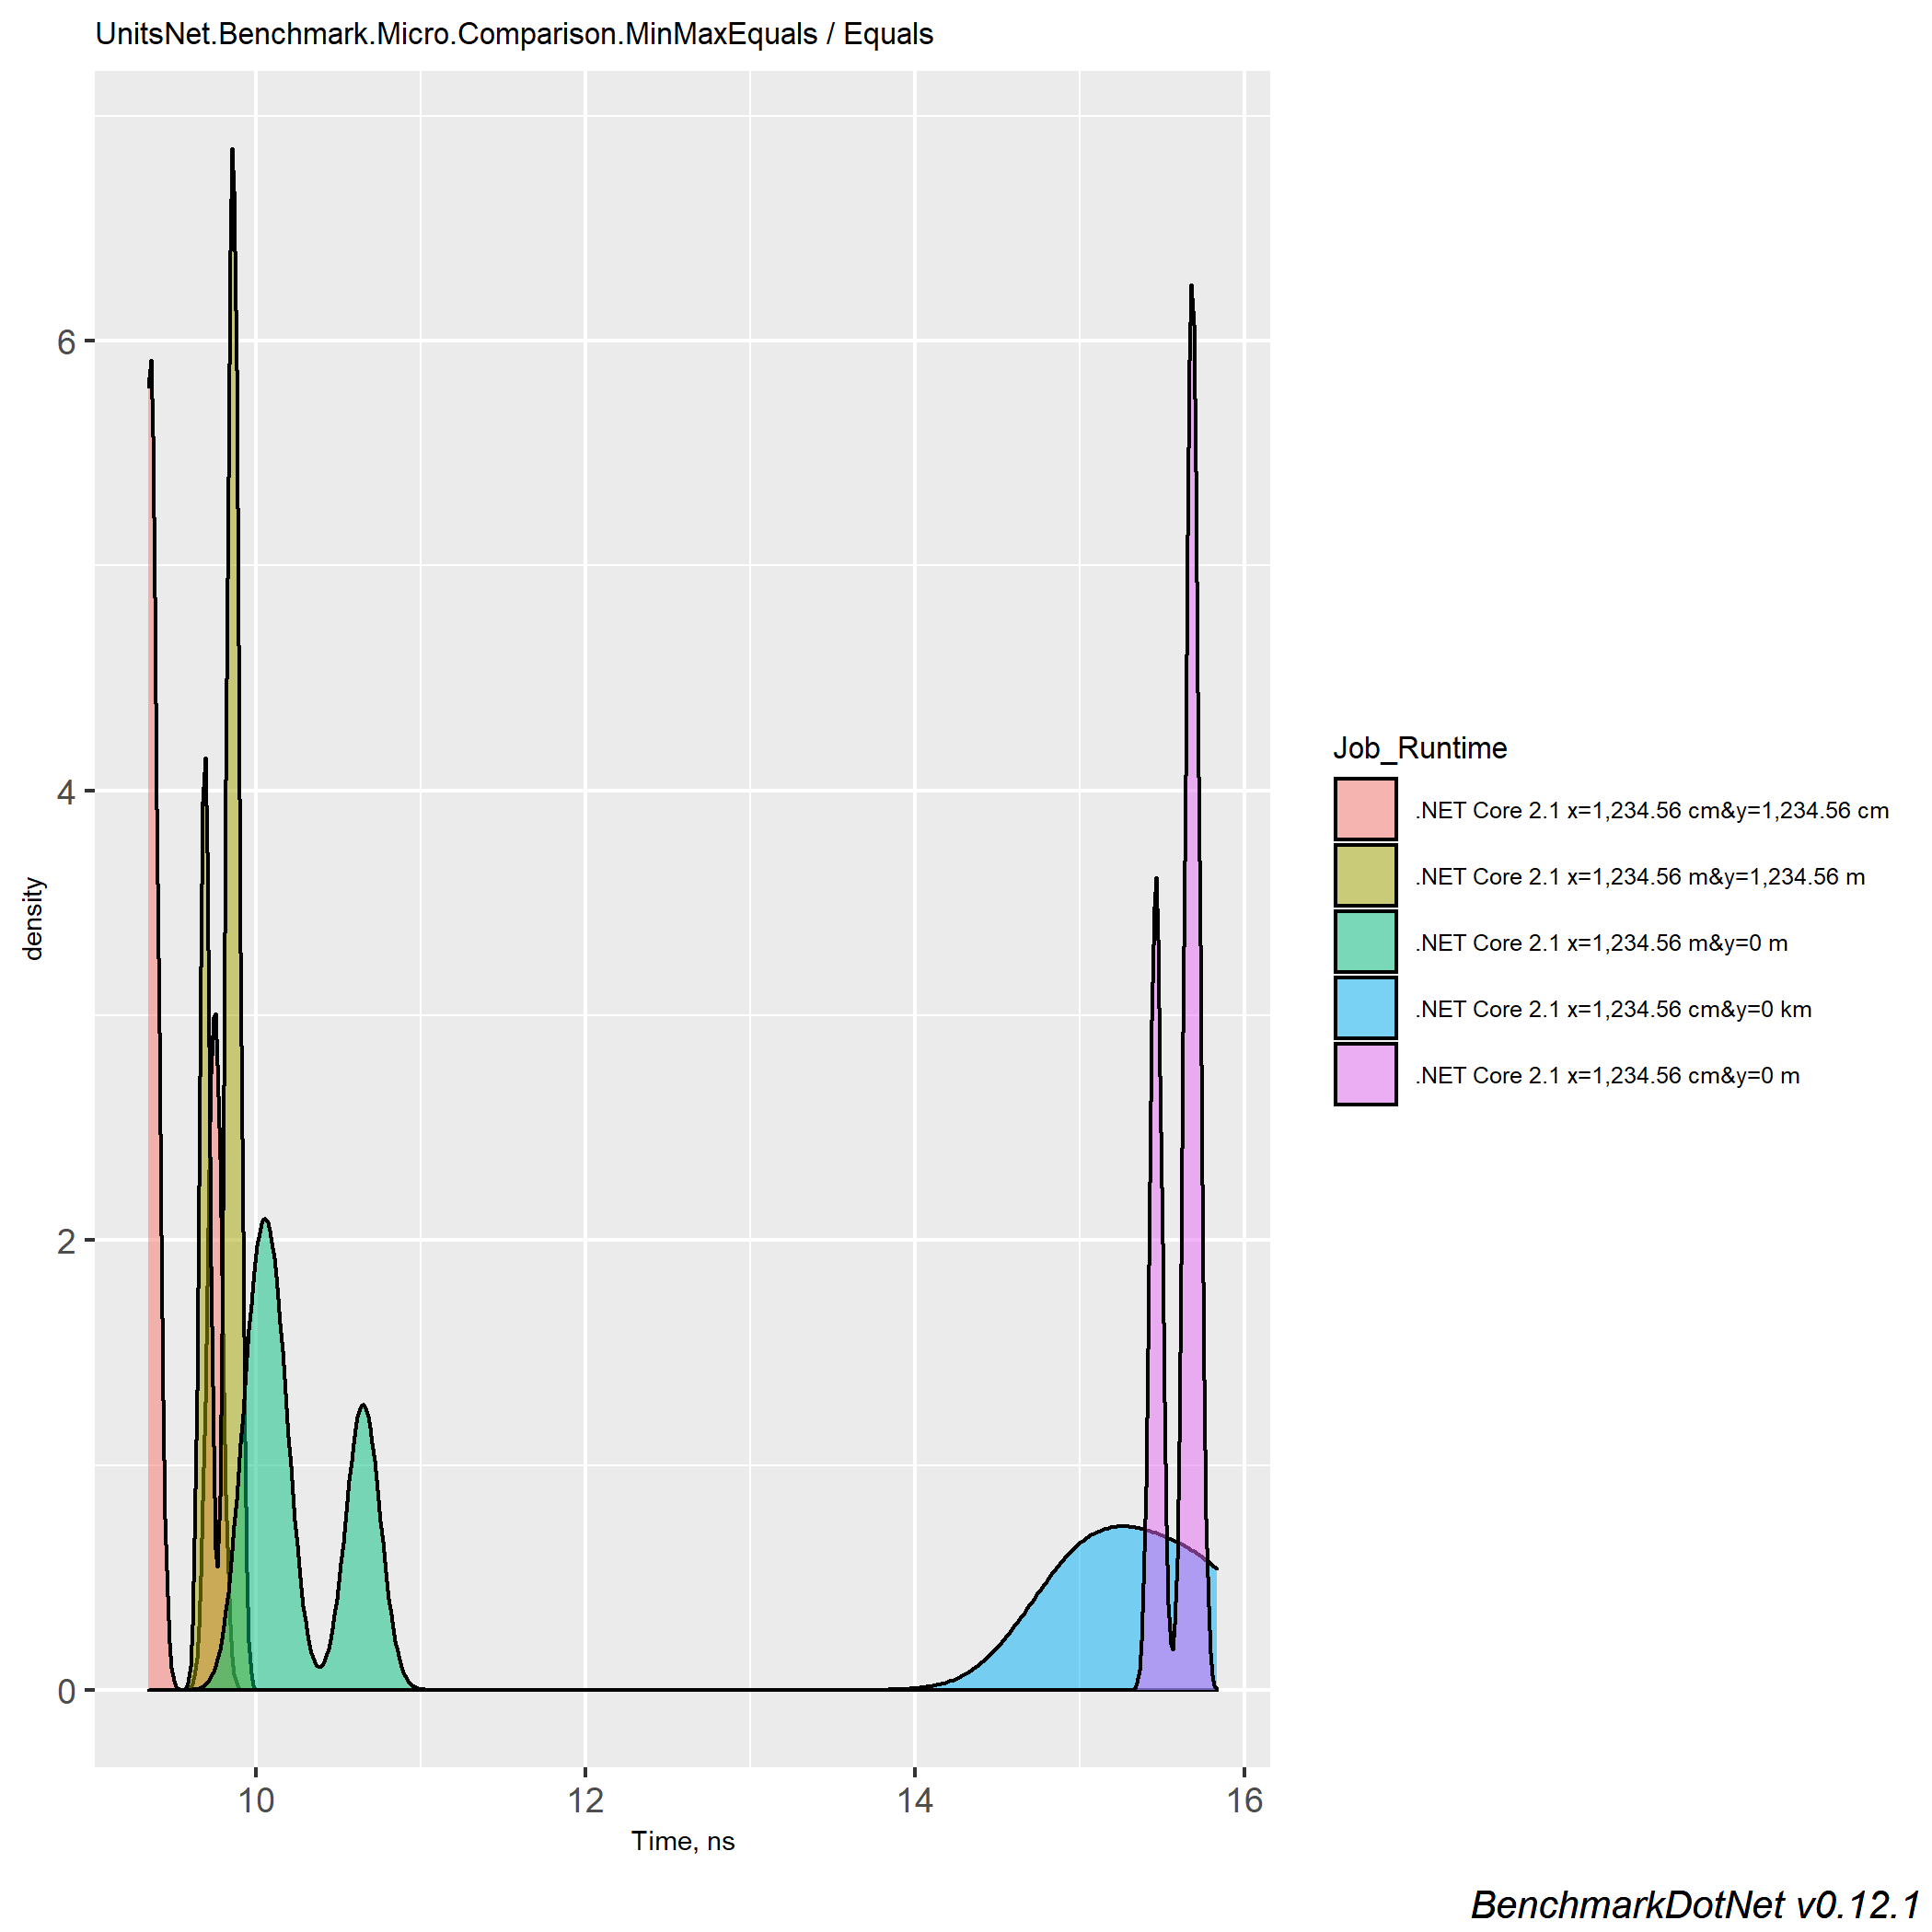 UnitsNet.Benchmark.Micro.Comparison.MinMaxEquals / Equals
6
4
2
0
density
10 12 14 16
Time, ns
Job_Runtime
.NET Core 2.1 x=1,234.56 cm&y=1,234.56 cm
.NET Core 2.1 x=1,234.56 m&y=1,234.56 m
.NET Core 2.1 x=1,234.56 m&y=0 m
.NET Core 2.1 x=1,234.56 cm&y=0 km
.NET Core 2.1 x=1,234.56 cm&y=0 m
BenchmarkDotNet v0.12.1